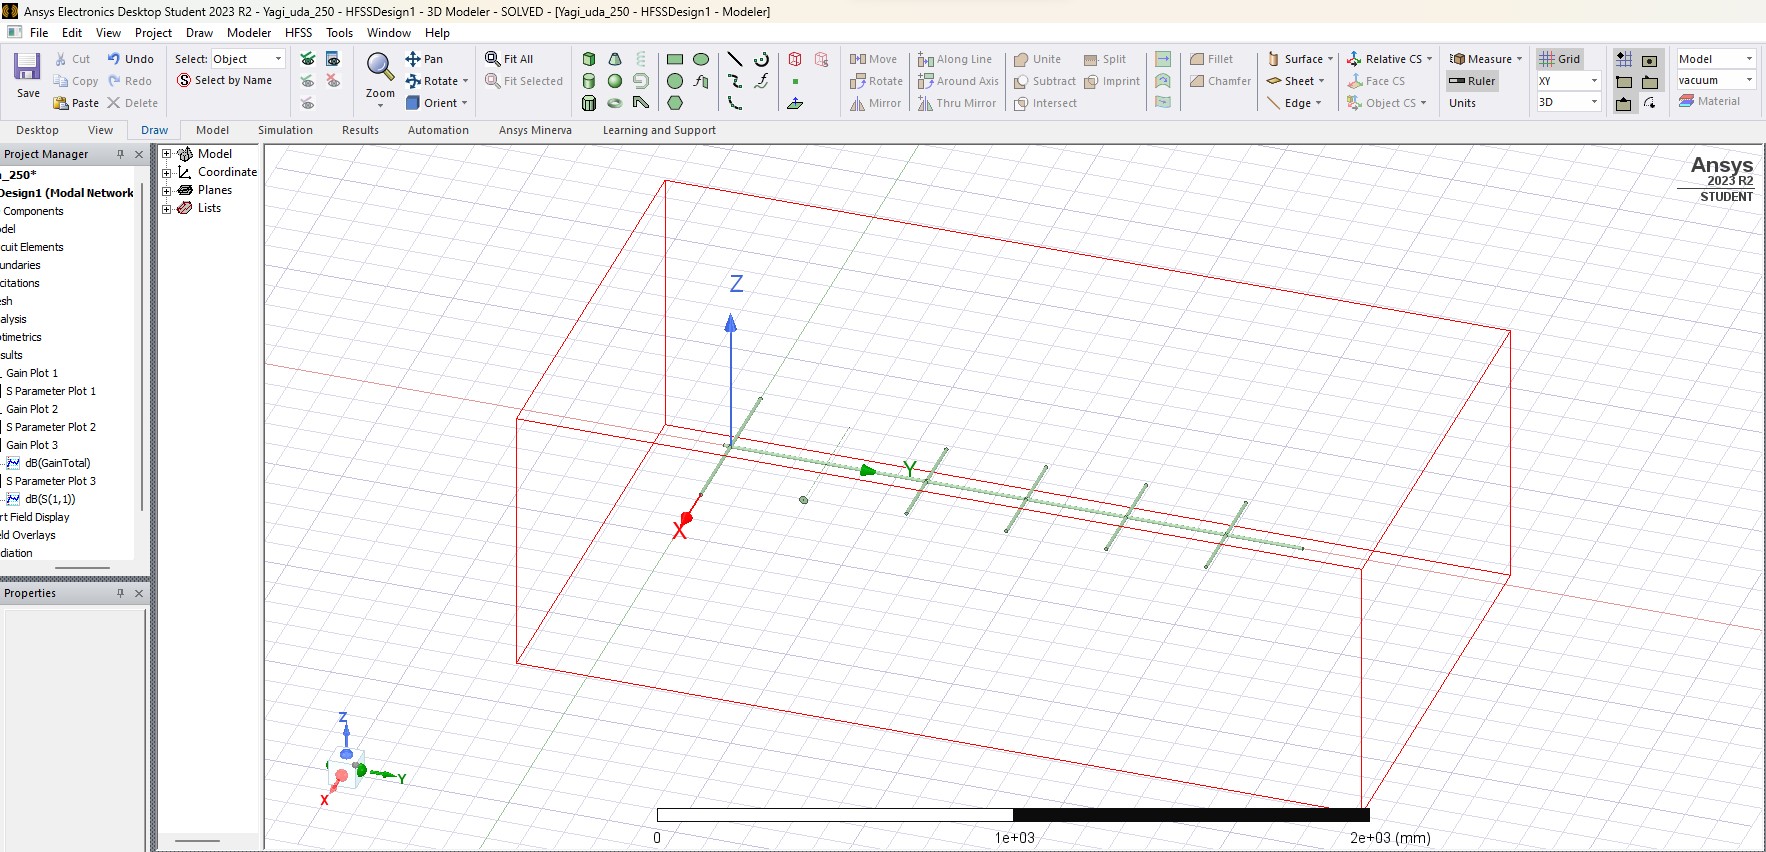 Ansys Electronics Desktop Student 2023 R2 - Yagi_uda_250 - HFSSDesign1 - 3D Modeler - SOLVED - [Yagi_uda_250 - HFSSDesign1 - Modeler]
File Edit View Project Draw Modeler HFSS Tools Window Help
Save
Cut Undo
Copy Redo
Paste Delete
Select: Object
Select by Name
Zoom
Pan
Rotate
Orient
Fit All
Fit Selected
Move
Rotate
Mirror
Along Line
Around Axis
Thru Mirror
Unite Split
Subtract Imprint
Intersect
Fillet
Chamfer
Surface
Sheet
Edge
Relative CS
Face CS
Object CS
Measure
Ruler
Units
Grid
XY
3D
Model
vacuum
Material
Desktop View Draw Model Simulation Results Automation Ansys Minerva Learning and Support
Project Manager
a_250*
Design1 (Modal Network
Components
del
cuit Elements
undaries
citations
esh
alysis
timetrics
sults
Gain Plot 1
S Parameter Plot 1
Gain Plot 2
S Parameter Plot 2
Gain Plot 3
dB(GainTotal)
S Parameter Plot 3
dB(S(1,1))
rt Field Display
eld Overlays
diation
Properties
Model
Coordinate
Planes
Lists
Ansys
2023 R2
STUDENT
Z
Y
X
Z
Y
X
0 1e+03 2e+03 (mm)